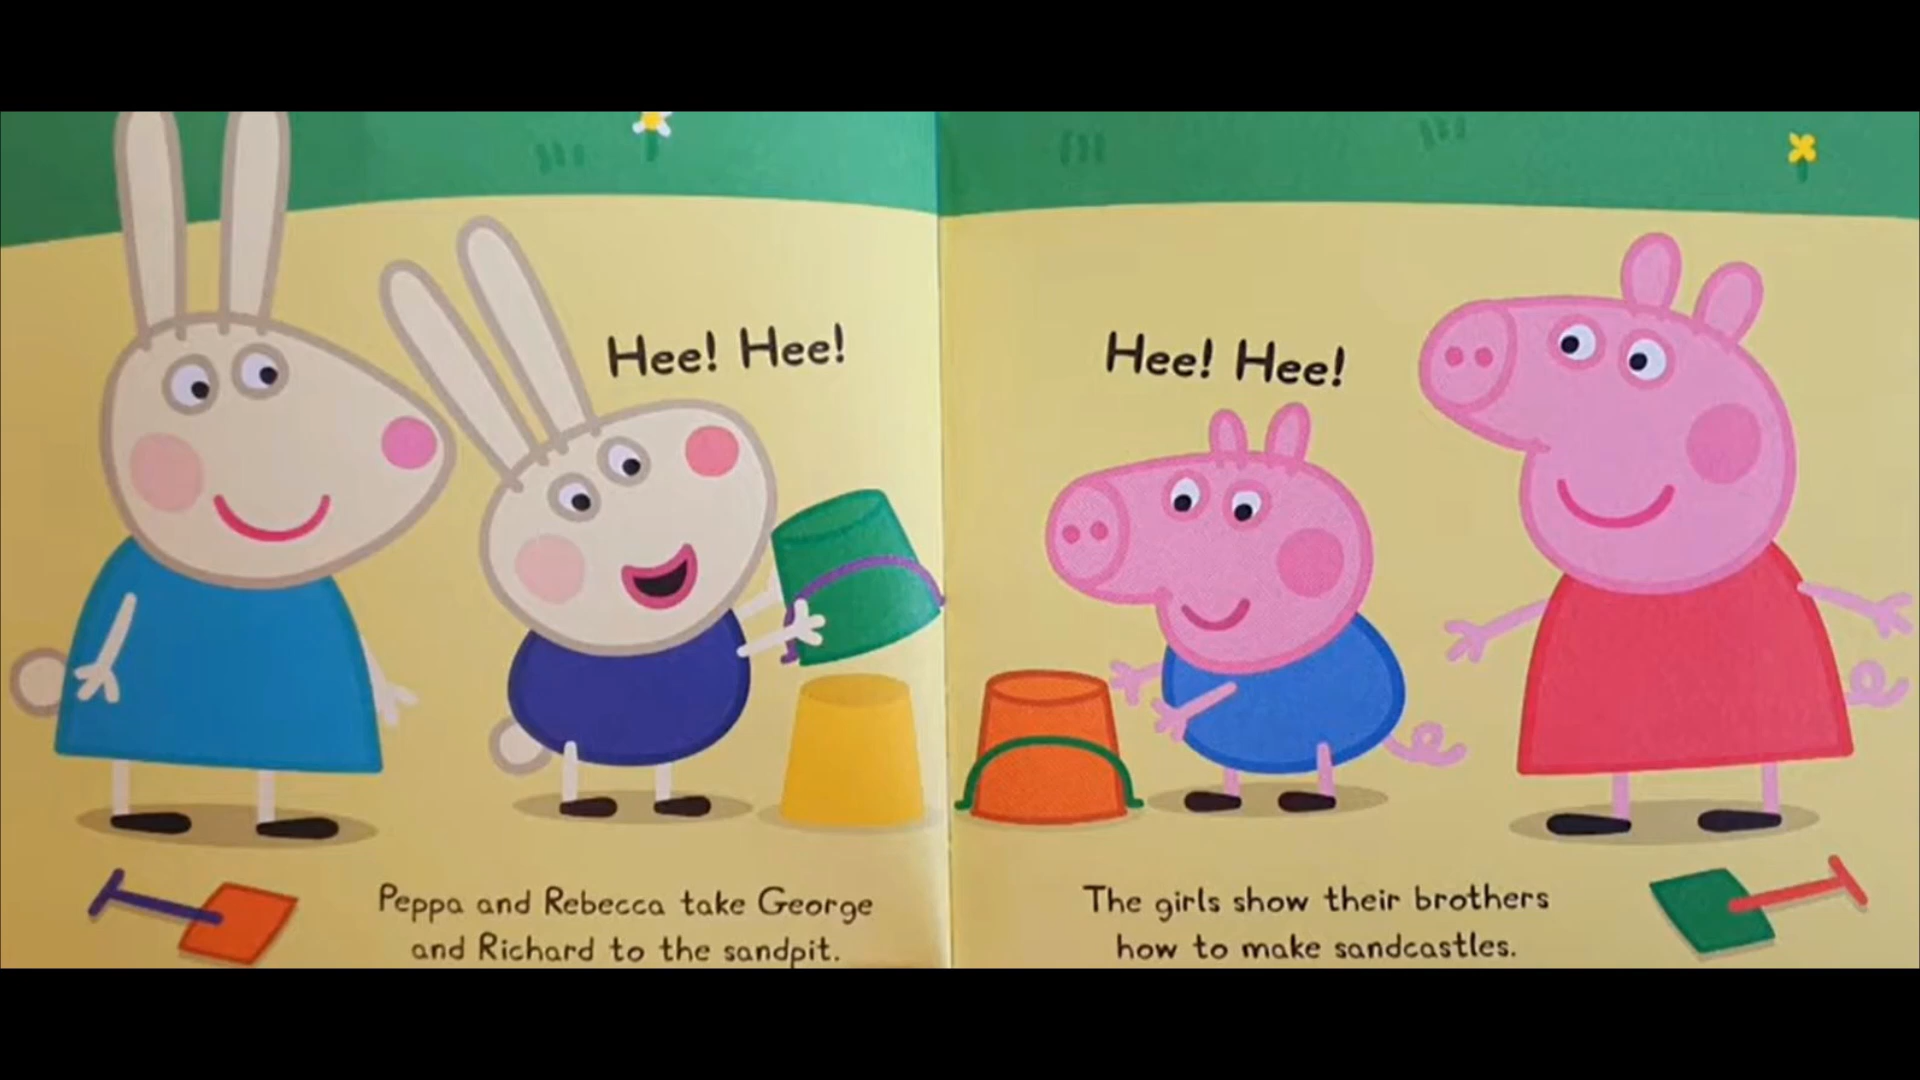 Hee! Hee!
Peppa and Rebecca take George
and Richard to the sandpit.
Hee! Hee!
The girls show their brothers
how to make sandcastles.